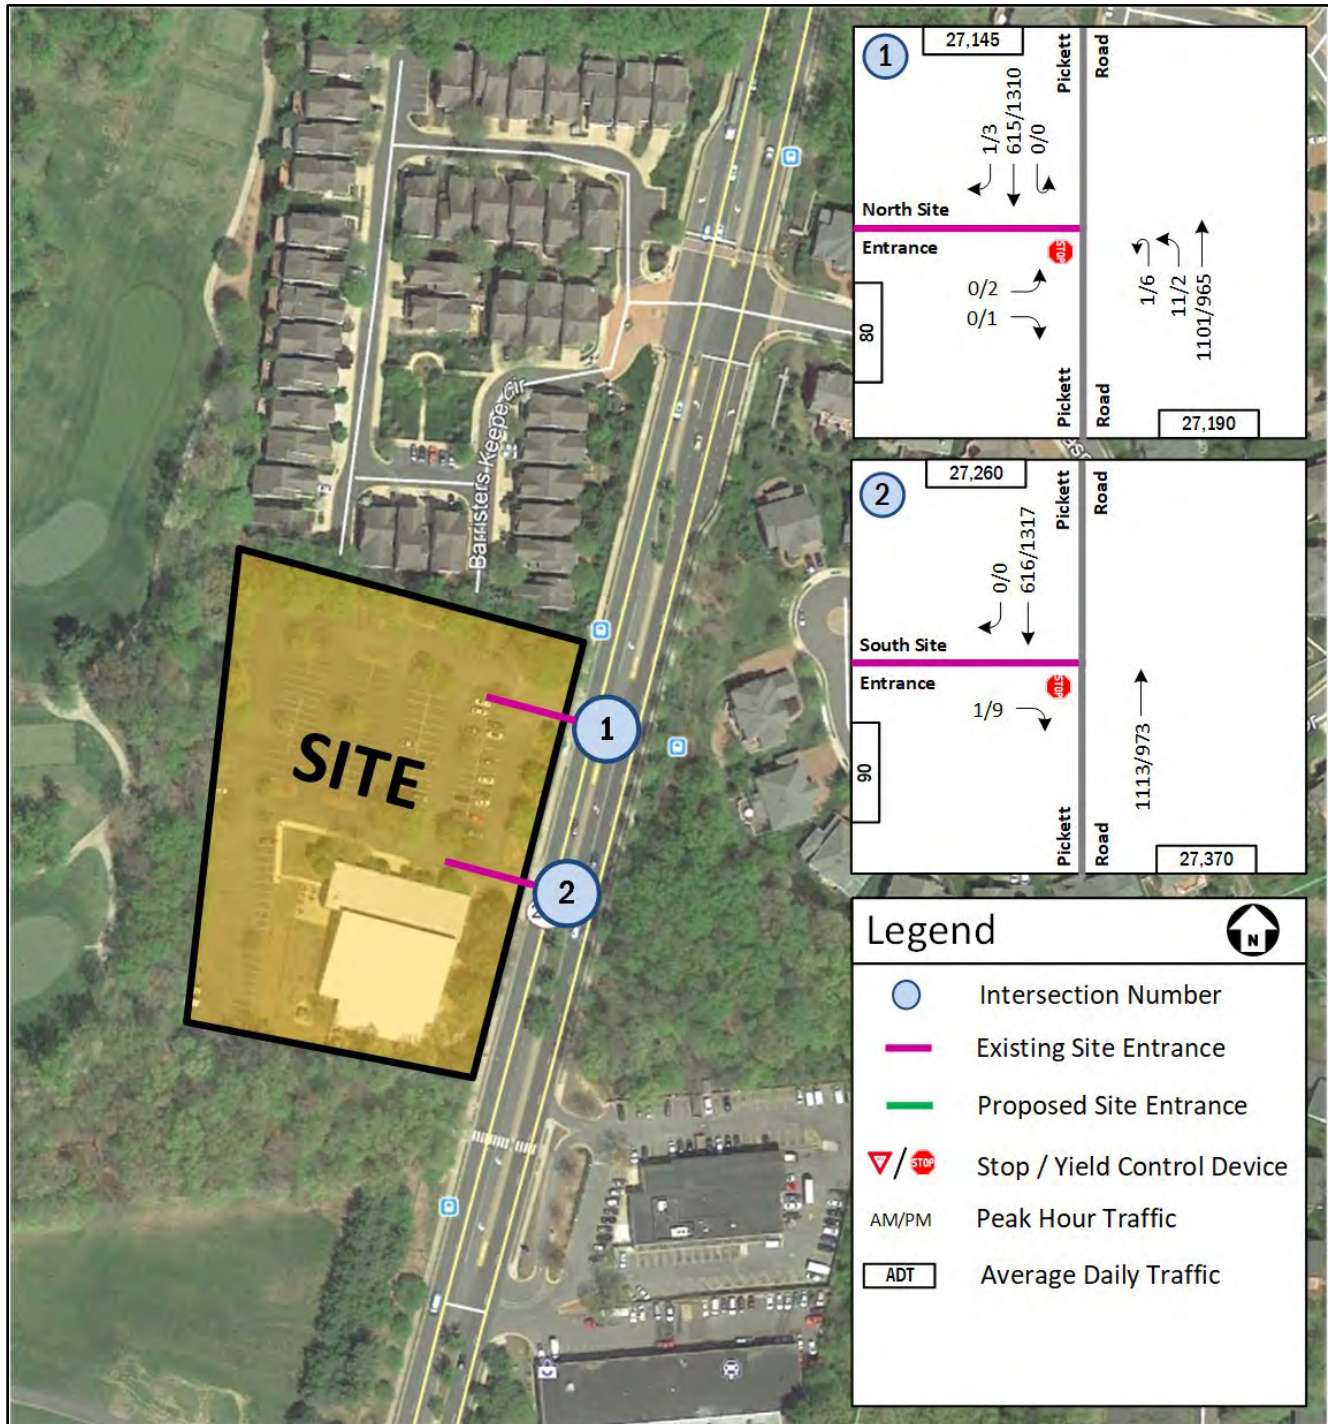 Barristers Keepe Cir
SITE
1
2
1
27,145
Pickett
Road
1/3
615/1310
0/0
North Site
Entrance
STOP
80
0/2
0/1
1/6
11/2
1101/965
Pickett
Road
27,190
2
27,260
Pickett
Road
0/0
616/1317
South Site
Entrance
STOP
90
1/9
1113/973
Pickett
Road
27,370
Legend
N
Intersection Number
Existing Site Entrance
Proposed Site Entrance
/ STOP Stop / Yield Control Device
AM/PM Peak Hour Traffic
ADT Average Daily Traffic